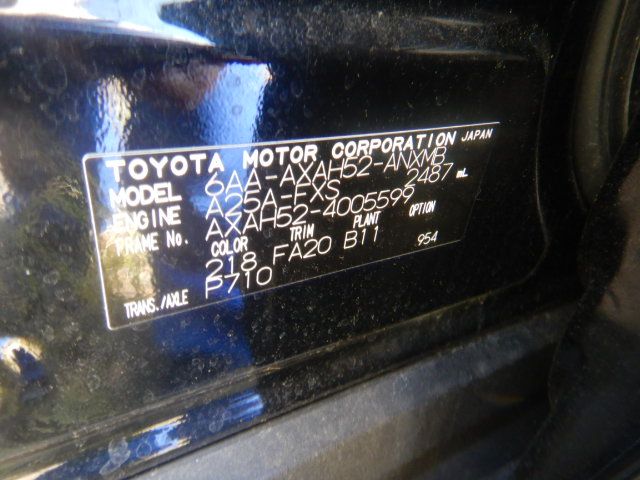 TOYOTA MOTOR CORPORATION JAPAN
MODEL 6AA-AXAH52-ANXMB
ENGINE A25A-FXS 2487 mL
FRAME No. AXAH52-4005599
COLOR TRIM PLANT OPTION
218 FA20 B11 954
TRANS./AXLE P710